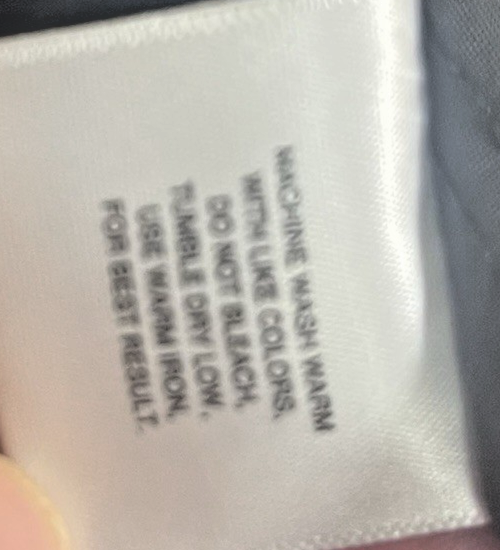 MACHINE WASH WARM
WITH LIKE COLORS,
DO NOT BLEACH,
TUMBLE DRY LOW,
USE WARM IRON,
FOR BEST RESULT.